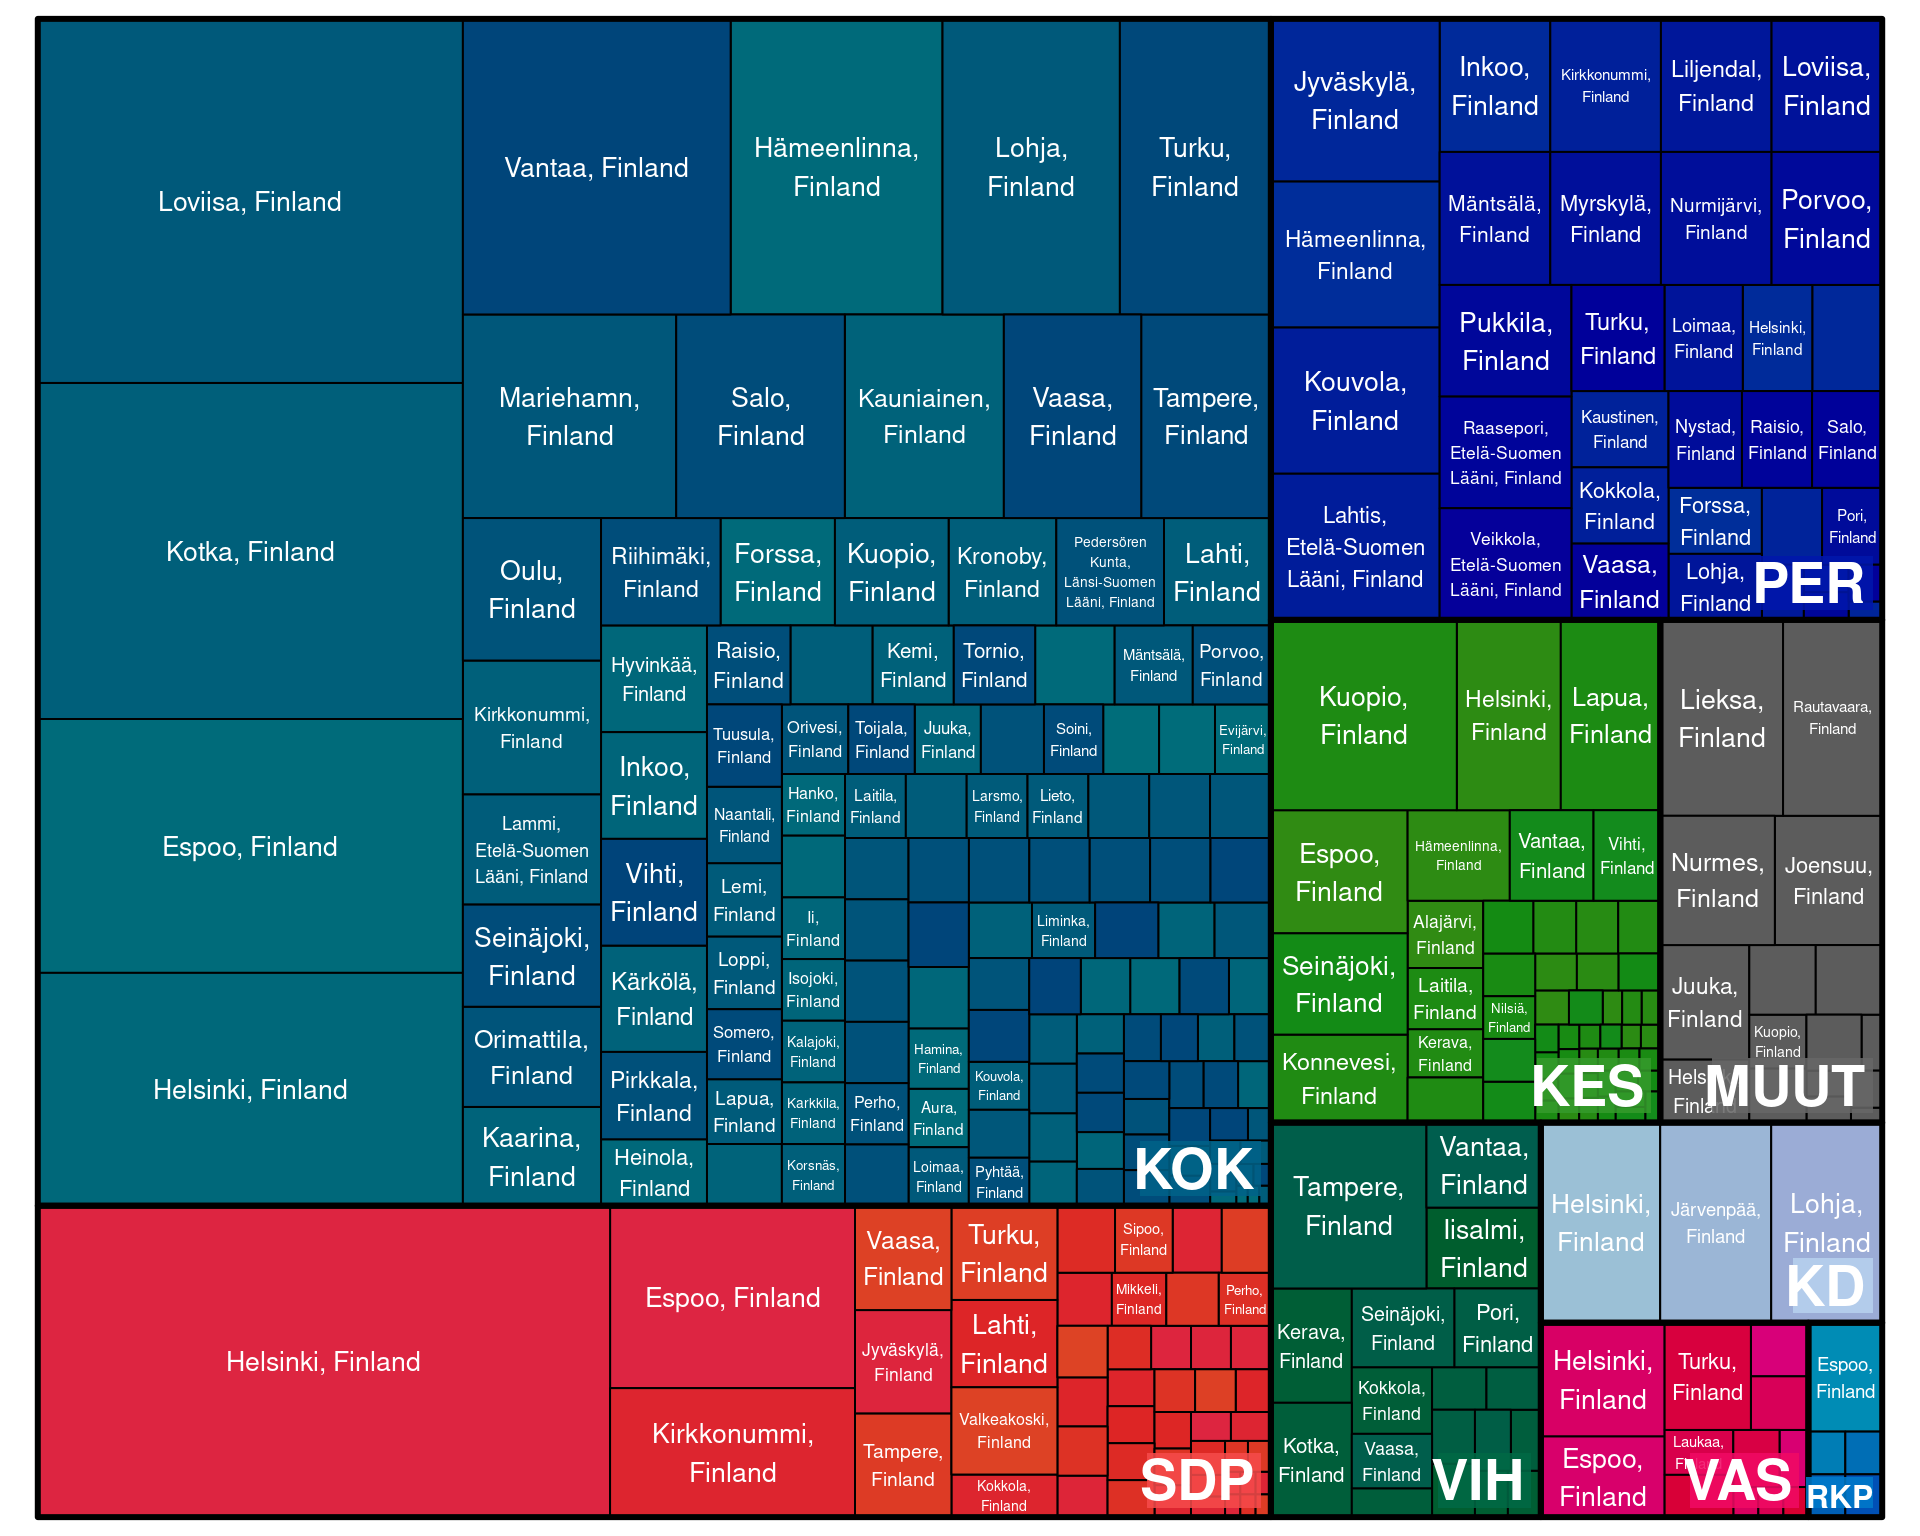 Loviisa, Finland
Kotka, Finland
Espoo, Finland
Helsinki, Finland
Vantaa, Finland
Hämeenlinna,
Finland
Lohja,
Finland
Turku,
Finland
Mariehamn,
Finland
Salo,
Finland
Kauniainen,
Finland
Vaasa,
Finland
Tampere,
Finland
Oulu,
Finland
Kirkkonummi,
Finland
Lammi,
Etelä-Suomen
Lääni, Finland
Seinäjoki,
Finland
Orimattila,
Finland
Kaarina,
Finland
Riihimäki,
Finland
Forssa,
Finland
Kuopio,
Finland
Kronoby,
Finland
Pedersören
Kunta,
Länsi-Suomen
Lääni, Finland
Lahti,
Finland
Hyvinkää,
Finland
Inkoo,
Finland
Vihti,
Finland
Kärkölä,
Finland
Pirkkala,
Finland
Heinola,
Finland
Raisio,
Finland
Kemi,
Finland
Tornio,
Finland
Mäntsälä,
Finland
Porvoo,
Finland
Tuusula,
Finland
Naantali,
Finland
Lemi,
Finland
Loppi,
Finland
Somero,
Finland
Lapua,
Finland
Orivesi,
Finland
Toijala,
Finland
Juuka,
Finland
Soini,
Finland
Evijärvi,
Finland
Hanko,
Finland
Ii,
Finland
Isojoki,
Finland
Kalajoki,
Finland
Karkkila,
Finland
Korsnäs,
Finland
Laitila,
Finland
Larsmo,
Finland
Lieto,
Finland
Liminka,
Finland
Perho,
Finland
Hamina,
Finland
Aura,
Finland
Loimaa,
Finland
Kouvola,
Finland
Pyhtää,
Finland
KOK
Helsinki, Finland
Espoo, Finland
Kirkkonummi,
Finland
Vaasa,
Finland
Jyväskylä,
Finland
Tampere,
Finland
Turku,
Finland
Lahti,
Finland
Valkeakoski,
Finland
Kokkola,
Finland
Sipoo,
Finland
Mikkeli,
Finland
Perho,
Finland
SDP
Jyväskylä,
Finland
Hämeenlinna,
Finland
Kouvola,
Finland
Lahtis,
Etelä-Suomen
Lääni, Finland
Inkoo,
Finland
Kirkkonummi,
Finland
Liljendal,
Finland
Loviisa,
Finland
Mäntsälä,
Finland
Myrskylä,
Finland
Nurmijärvi,
Finland
Porvoo,
Finland
Pukkila,
Finland
Raasepori,
Etelä-Suomen
Lääni, Finland
Veikkola,
Etelä-Suomen
Lääni, Finland
Turku,
Finland
Loimaa,
Finland
Helsinki,
Finland
Kaustinen,
Finland
Kokkola,
Finland
Vaasa,
Finland
Nystad,
Finland
Raisio,
Finland
Salo,
Finland
Forssa,
Finland
Pori,
Finland
Lohja,
Finland
PER
Kuopio,
Finland
Helsinki,
Finland
Lapua,
Finland
Espoo,
Finland
Seinäjoki,
Finland
Konnevesi,
Finland
Hämeenlinna,
Finland
Vantaa,
Finland
Vihti,
Finland
Alajärvi,
Finland
Laitila,
Finland
Kerava,
Finland
Nilsiä,
Finland
KES
Lieksa,
Finland
Rautavaara,
Finland
Nurmes,
Finland
Joensuu,
Finland
Juuka,
Finland
Kuopio,
Finland
MUUT
Tampere,
Finland
Vantaa,
Finland
Iisalmi,
Finland
Kerava,
Finland
Kotka,
Finland
Seinäjoki,
Finland
Pori,
Finland
Kokkola,
Finland
Vaasa,
Finland
VIH
Helsinki,
Finland
Järvenpää,
Finland
Lohja,
Finland
KD
Helsinki,
Finland
Espoo,
Finland
Turku,
Finland
Laukaa,
VAS
Espoo,
Finland
RKP